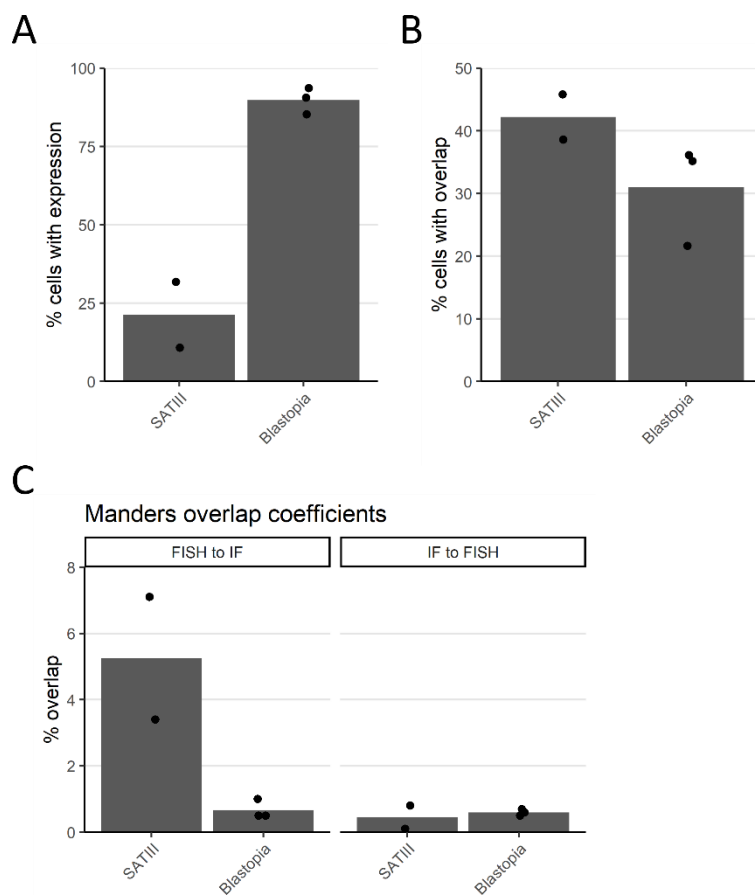 A
% cells with expression
100
75
50
25
0
SATIII
Blastopia
B
% cells with overlap
50
40
30
20
10
0
SATIII
Blastopia
C
Manders overlap coefficients
FISH to IF
IF to FISH
% overlap
8
6
4
2
0
SATIII
Blastopia
SATIII
Blastopia